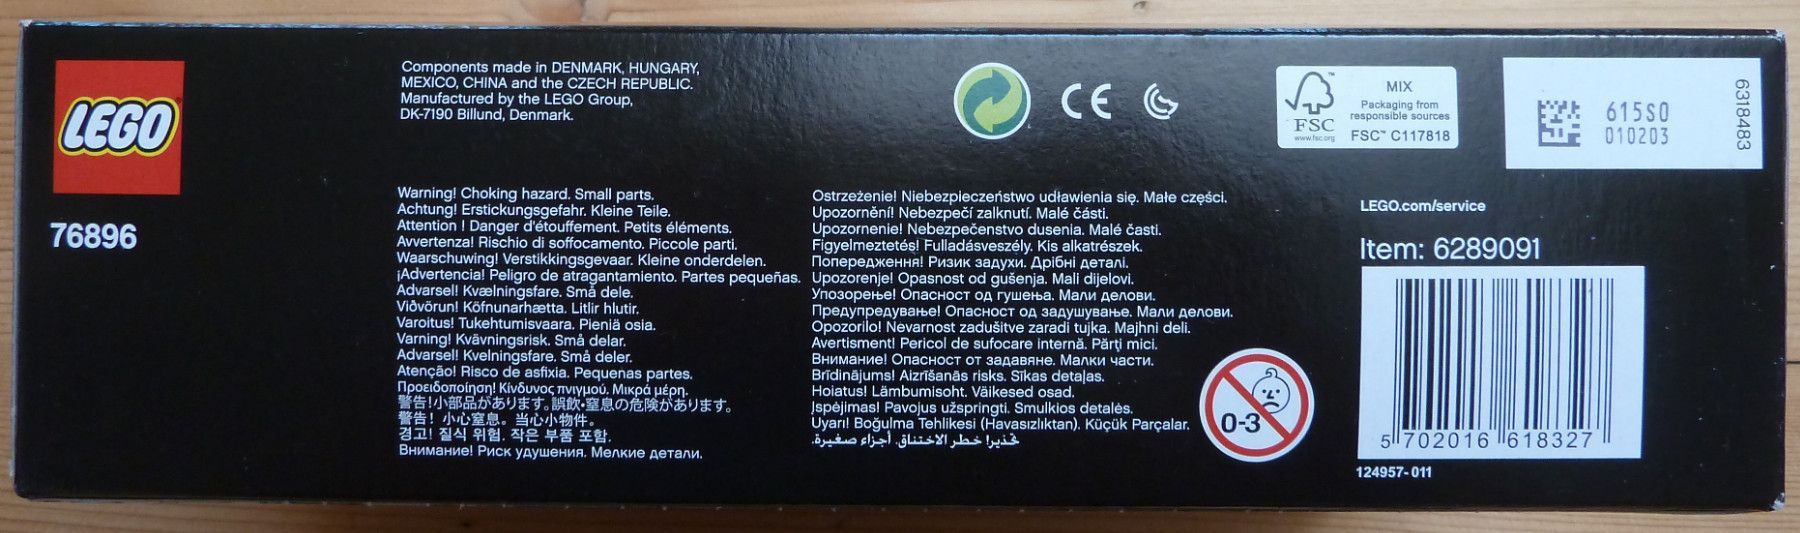 LEGO
76896
Components made in DENMARK, HUNGARY,
MEXICO, CHINA and the CZECH REPUBLIC.
Manufactured by the LEGO Group,
DK-7190 Billund, Denmark.
Warning! Choking hazard. Small parts.
Achtung! Erstickungsgefahr. Kleine Teile.
Attention ! Danger d'étouffement. Petits éléments.
Avvertenza! Rischio di soffocamento. Piccole parti.
Waarschuwing! Verstikkingsgevaar. Kleine onderdelen.
¡Advertencia! Peligro de atragantamiento. Partes pequeñas.
Advarsel! Kvælningsfare. Små dele.
Viðvörun! Köfnunarhætta. Litlir hlutir.
Varoitus! Tukehtumisvaara. Pieniä osia.
Varning! Kvävningsrisk. Små delar.
Advarsel! Kvelningsfare. Små deler.
Atenção! Risco de asfixia. Pequenas partes.
Προειδοποίηση! Κίνδυνος πνιγμού. Μικρά μέρη.
警告!小部品があります。誤飲・窒息の危険があります。
警告！小心窒息。当心小物件。
경고! 질식 위험. 작은 부품 포함.
Внимание! Риск удушения. Мелкие детали.
Ostrzeżenie! Niebezpieczeństwo udławienia się. Małe części.
Upozornění! Nebezpečí zalknutí. Malé části.
Upozornenie! Nebezpečenstvo dusenia. Malé časti.
Figyelmeztetés! Fulladásveszély. Kis alkatrészek.
Попередження! Ризик задухи. Дрібні деталі.
Upozorenje! Opasnost od gušenja. Mali dijelovi.
Упозорење! Опасност од гушења. Мали делови.
Предупредување! Опасност од задушување. Мали делови.
Opozorilo! Nevarnost zadušitve zaradi tujka. Majhni deli.
Avertisment! Pericol de sufocare internă. Părţi mici.
Внимание! Опасност от задавяне. Малки части.
Brīdinājums! Aizrīšanās risks. Sīkas detaļas.
Hoiatus! Lämbumisoht. Väikesed osad.
Įspėjimas! Pavojus užspringti. Smulkios detalės.
Uyarı! Boğulma Tehlikesi (Havasızlıktan). Küçük Parçalar.
تحذير! خطر الاختناق. أجزاء صغيرة.
0-3
CE
FSC
www.fsc.org
MIX
Packaging from
responsible sources
FSC™ C117818
615S0
010203
6318483
LEGO.com/service
Item: 6289091
5 702016 618327
124957-011